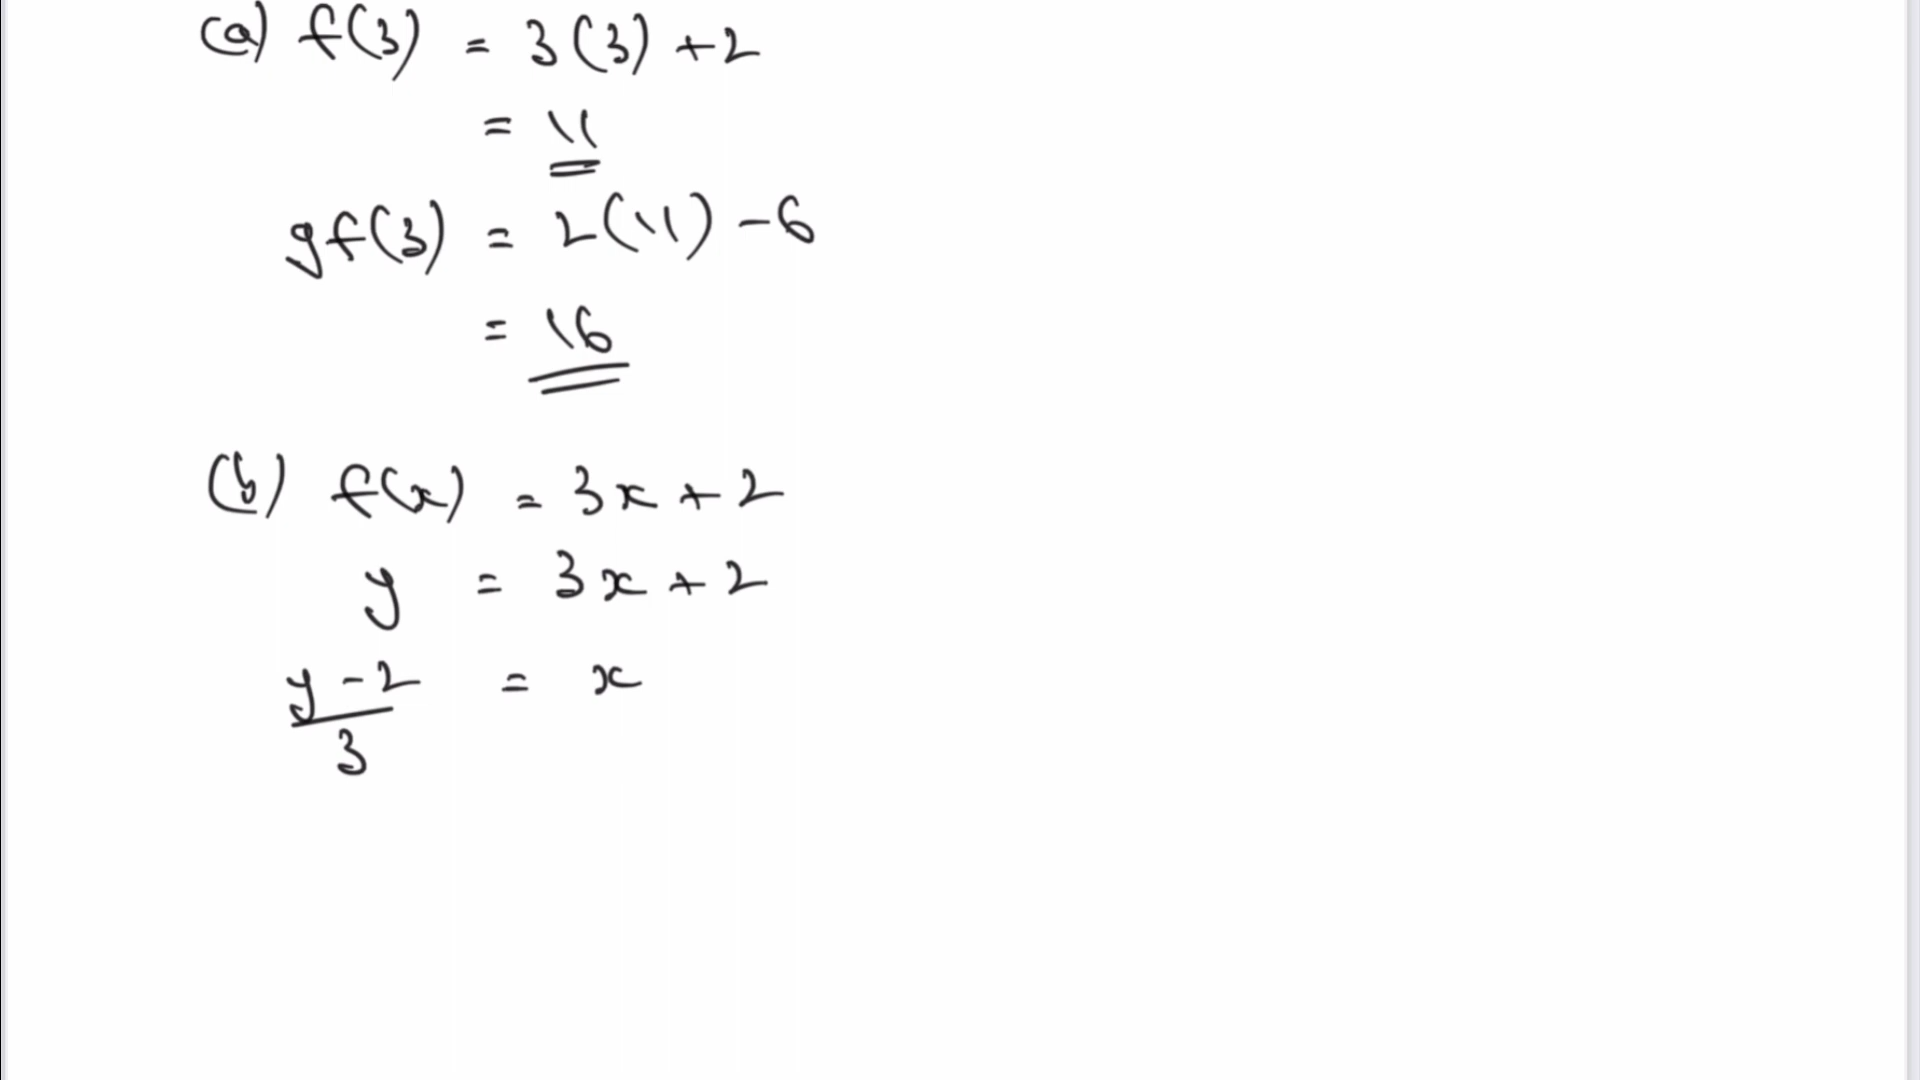 (a) f(3) = 3(3) + 2
= 11
gf(3) = 2(11) - 6
= 16
(b) f(x) = 3x + 2
y = 3x + 2
y - 2 / 3 = x